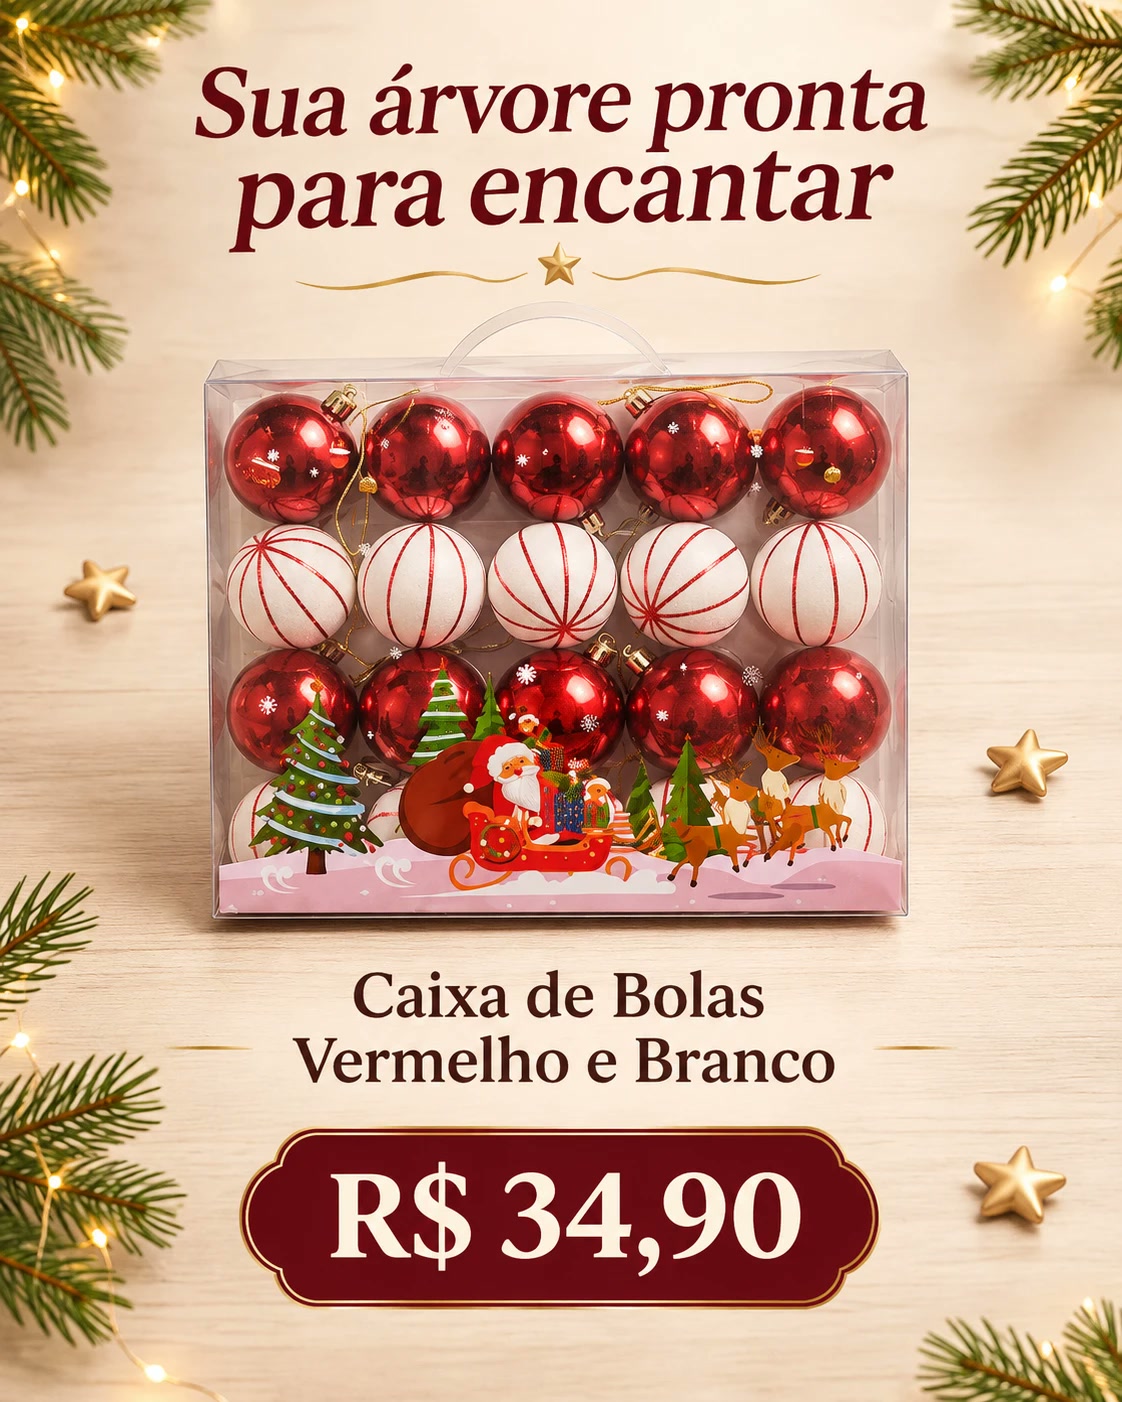 Sua árvore pronta
para encantar
Caixa de Bolas
Vermelho e Branco
R$ 34,90